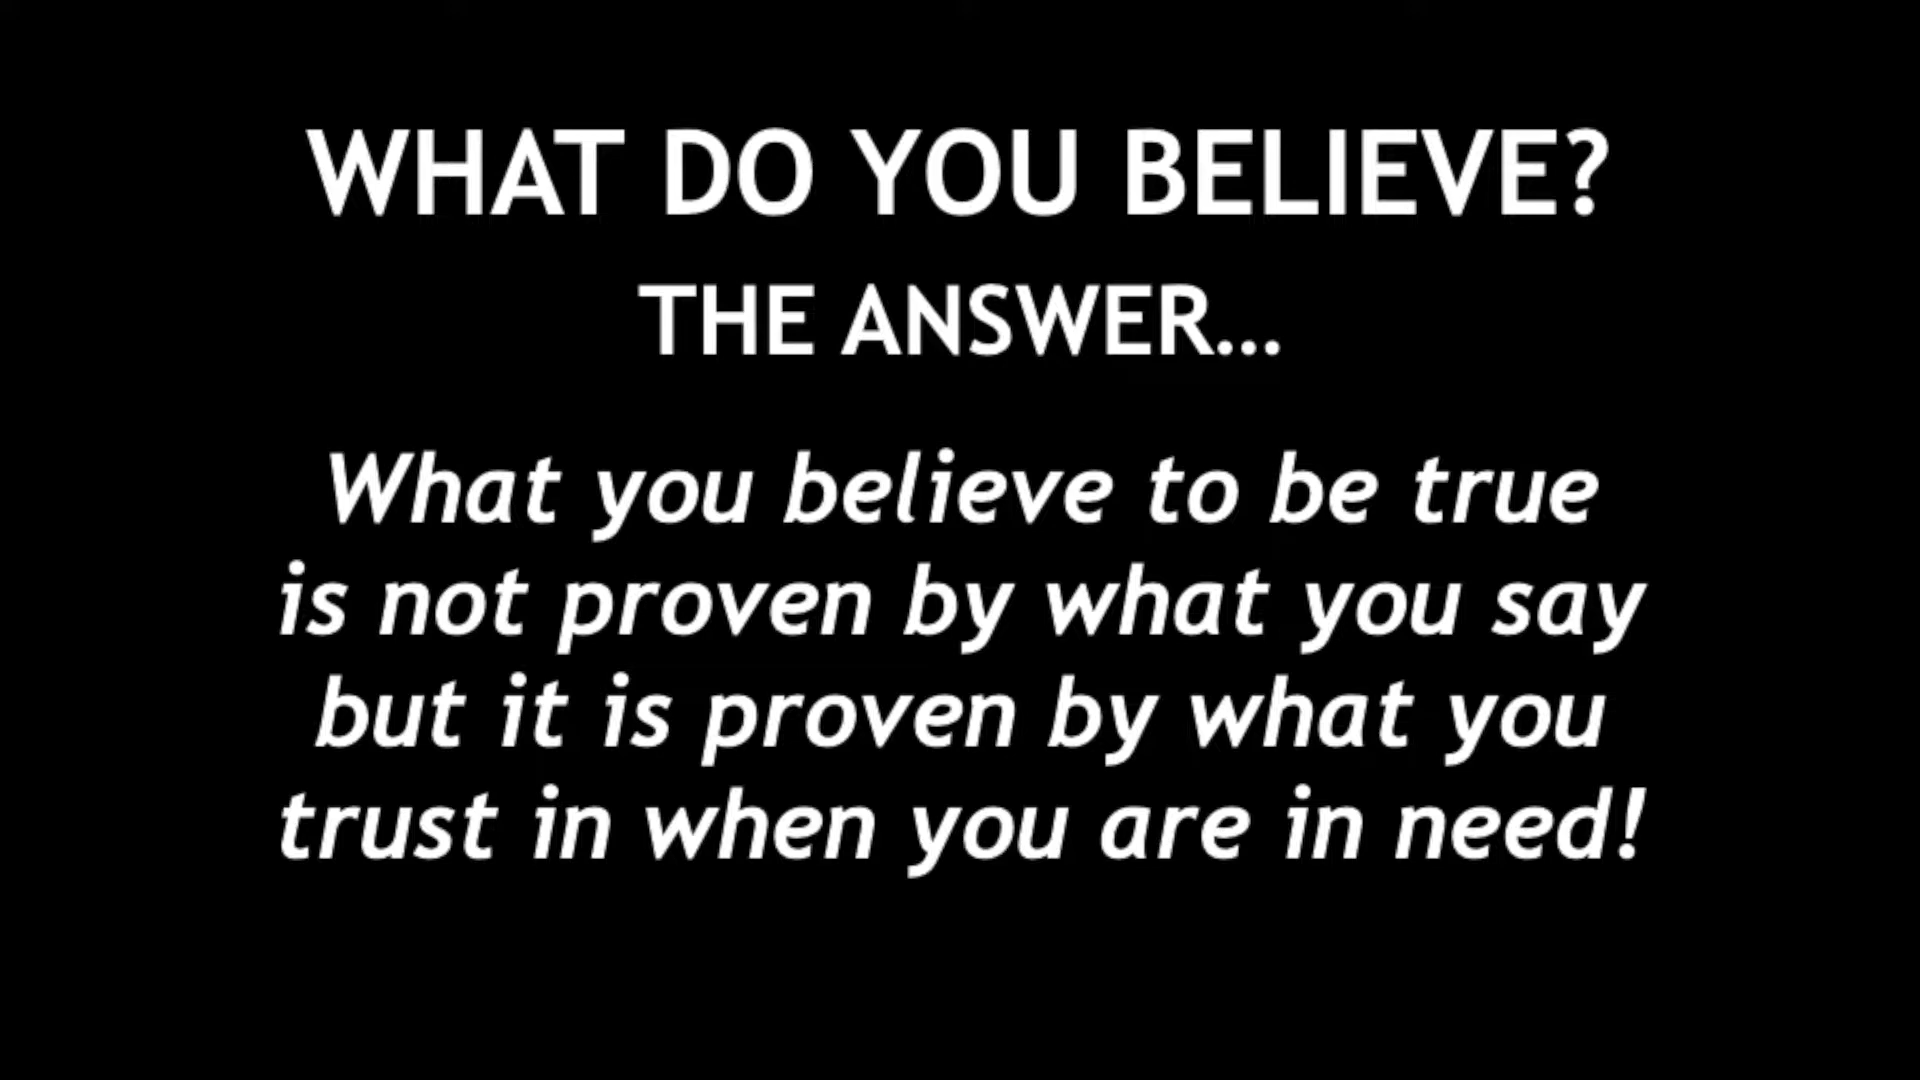 WHAT DO YOU BELIEVE?
THE ANSWER...
What you believe to be true
is not proven by what you say
but it is proven by what you
trust in when you are in need!